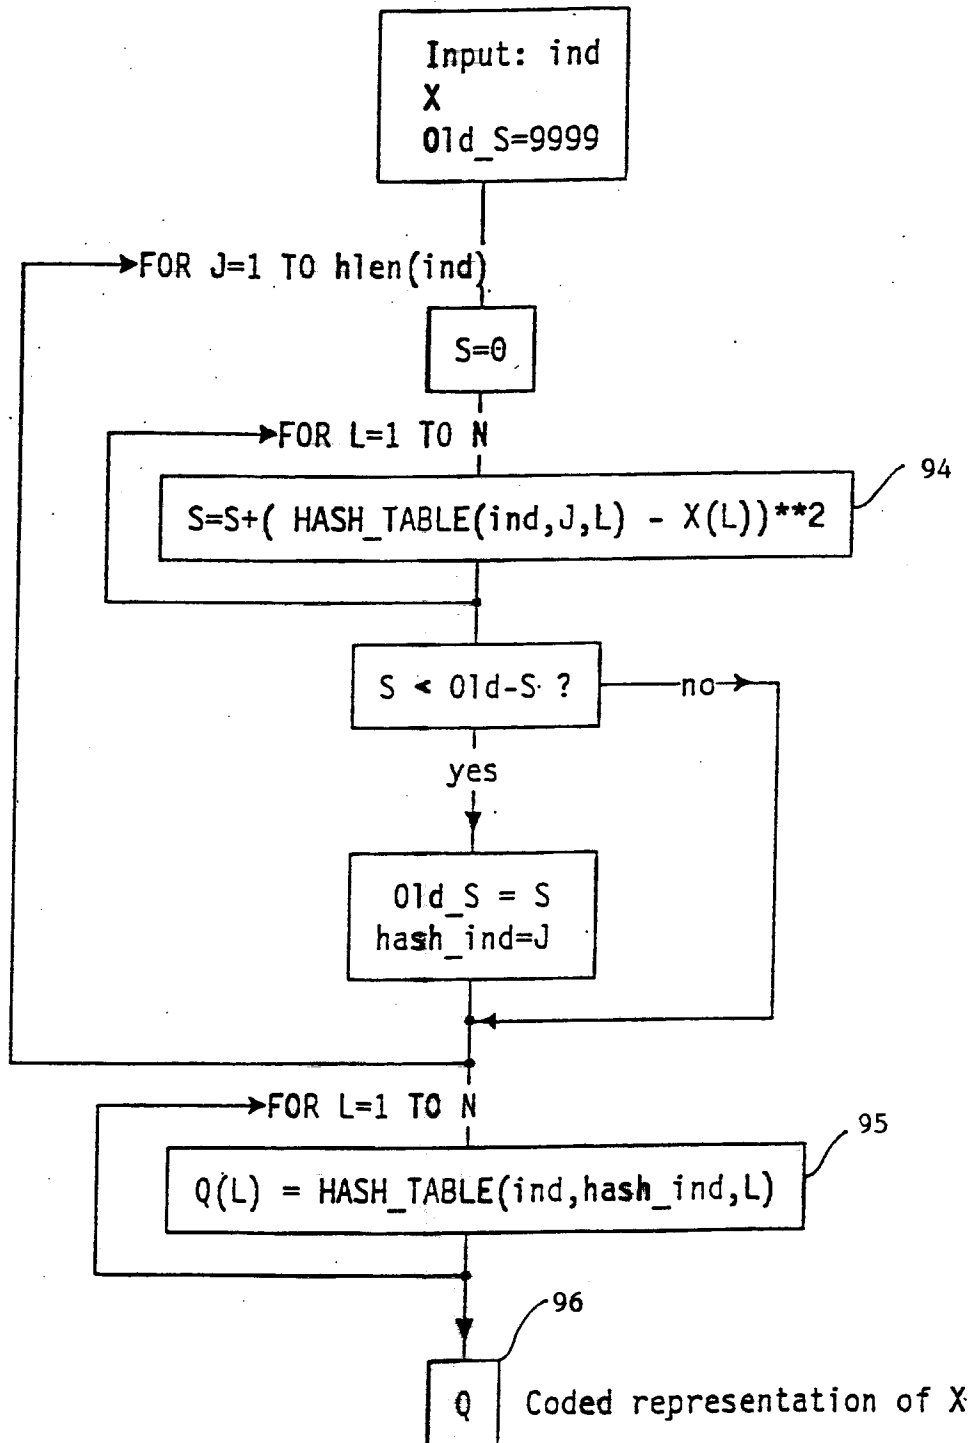 Input: ind
X
Old_S=9999
FOR J=1 TO hlen(ind)
S=0
FOR L=1 TO N
94
S=S+( HASH_TABLE(ind,J,L) - X(L))**2
S < Old-S ?
no
yes
Old_S = S
hash_ind=J
FOR L=1 TO N
95
Q(L) = HASH_TABLE(ind,hash_ind,L)
96
Q
Coded representation of X